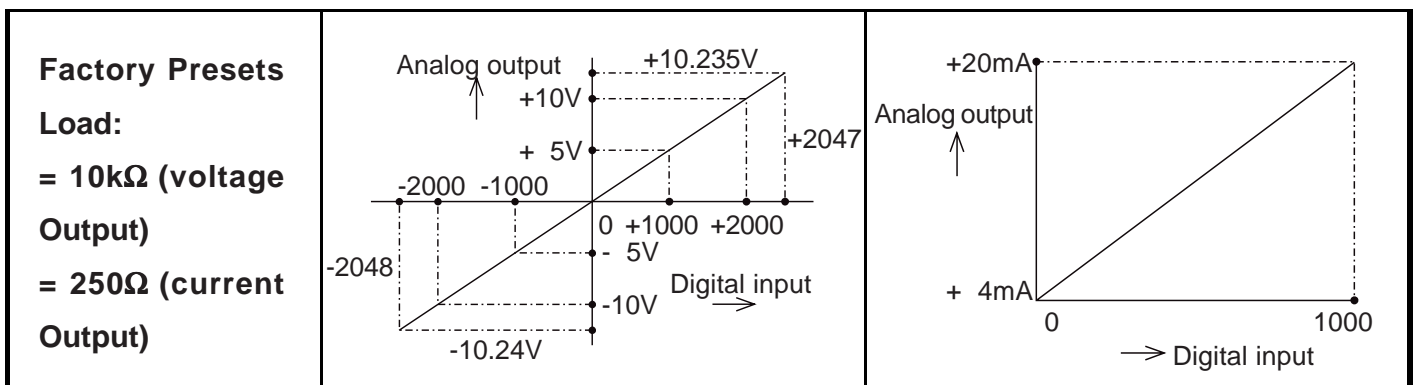 Factory Presets
Load:
= 10kΩ (voltage
Output)
= 250Ω (current
Output)
Analog output
+10.235V
+10V
+ 5V
+2047
-2000 -1000
0 +1000 +2000
- 5V
-2048
Digital input
-10V
-10.24V
+20mA
Analog output
+ 4mA
0
1000
Digital input